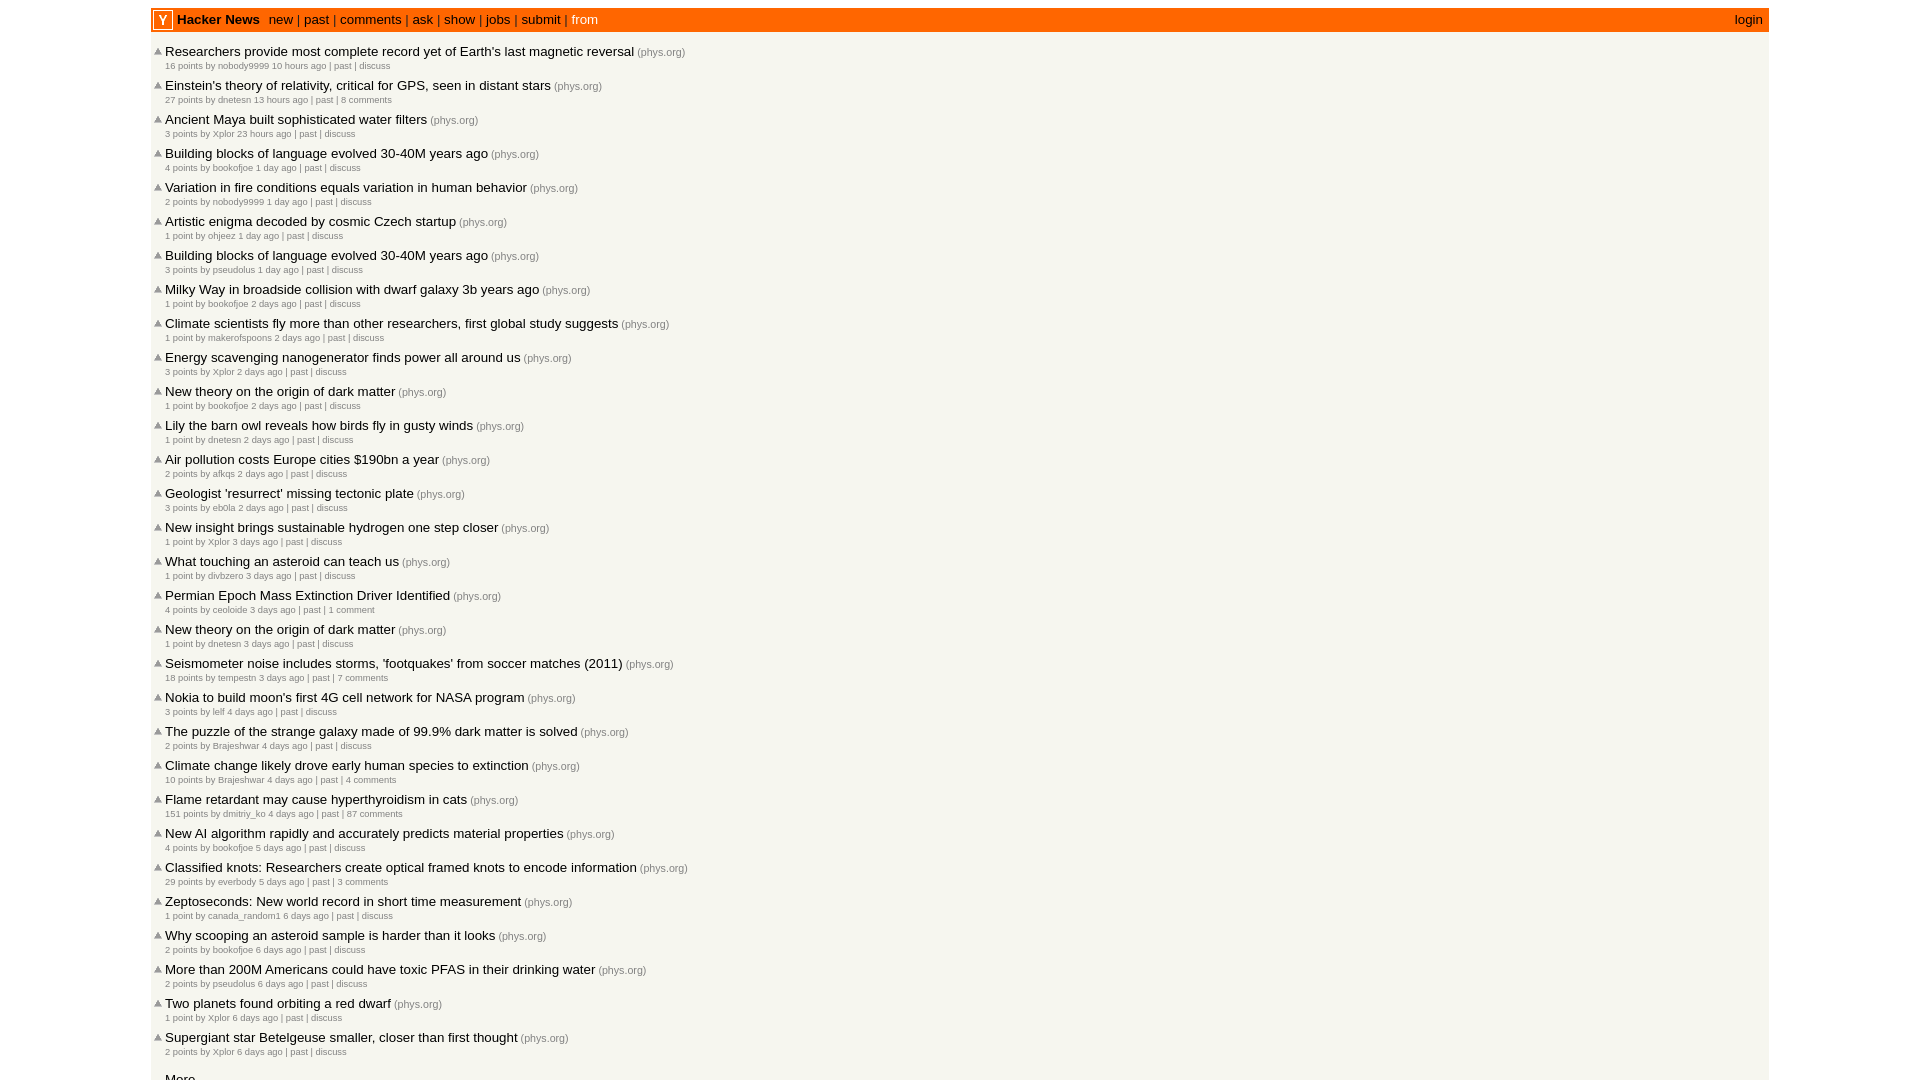 Y Hacker News new | past | comments | ask | show | jobs | submit | from login
Researchers provide most complete record yet of Earth's last magnetic reversal (phys.org)
16 points by nobody9999 10 hours ago | past | discuss
Einstein's theory of relativity, critical for GPS, seen in distant stars (phys.org)
27 points by dnetesn 13 hours ago | past | 8 comments
Ancient Maya built sophisticated water filters (phys.org)
3 points by Xplor 23 hours ago | past | discuss
Building blocks of language evolved 30-40M years ago (phys.org)
4 points by bookofjoe 1 day ago | past | discuss
Variation in fire conditions equals variation in human behavior (phys.org)
2 points by nobody9999 1 day ago | past | discuss
Artistic enigma decoded by cosmic Czech startup (phys.org)
1 point by ohjeez 1 day ago | past | discuss
Building blocks of language evolved 30-40M years ago (phys.org)
3 points by pseudolus 1 day ago | past | discuss
Milky Way in broadside collision with dwarf galaxy 3b years ago (phys.org)
1 point by bookofjoe 2 days ago | past | discuss
Climate scientists fly more than other researchers, first global study suggests (phys.org)
1 point by makerofspoons 2 days ago | past | discuss
Energy scavenging nanogenerator finds power all around us (phys.org)
3 points by Xplor 2 days ago | past | discuss
New theory on the origin of dark matter (phys.org)
1 point by bookofjoe 2 days ago | past | discuss
Lily the barn owl reveals how birds fly in gusty winds (phys.org)
1 point by dnetesn 2 days ago | past | discuss
Air pollution costs Europe cities $190bn a year (phys.org)
2 points by afkqs 2 days ago | past | discuss
Geologist 'resurrect' missing tectonic plate (phys.org)
3 points by eb0la 2 days ago | past | discuss
New insight brings sustainable hydrogen one step closer (phys.org)
1 point by Xplor 3 days ago | past | discuss
What touching an asteroid can teach us (phys.org)
1 point by divbzero 3 days ago | past | discuss
Permian Epoch Mass Extinction Driver Identified (phys.org)
4 points by ceoloide 3 days ago | past | 1 comment
New theory on the origin of dark matter (phys.org)
1 point by dnetesn 3 days ago | past | discuss
Seismometer noise includes storms, 'footquakes' from soccer matches (2011) (phys.org)
18 points by tempestn 3 days ago | past | 7 comments
Nokia to build moon's first 4G cell network for NASA program (phys.org)
3 points by lelf 4 days ago | past | discuss
The puzzle of the strange galaxy made of 99.9% dark matter is solved (phys.org)
2 points by Brajeshwar 4 days ago | past | discuss
Climate change likely drove early human species to extinction (phys.org)
10 points by Brajeshwar 4 days ago | past | 4 comments
Flame retardant may cause hyperthyroidism in cats (phys.org)
151 points by dmitriy_ko 4 days ago | past | 87 comments
New AI algorithm rapidly and accurately predicts material properties (phys.org)
4 points by bookofjoe 5 days ago | past | discuss
Classified knots: Researchers create optical framed knots to encode information (phys.org)
29 points by everbody 5 days ago | past | 3 comments
Zeptoseconds: New world record in short time measurement (phys.org)
1 point by canada_random1 6 days ago | past | discuss
Why scooping an asteroid sample is harder than it looks (phys.org)
2 points by bookofjoe 6 days ago | past | discuss
More than 200M Americans could have toxic PFAS in their drinking water (phys.org)
2 points by pseudolus 6 days ago | past | discuss
Two planets found orbiting a red dwarf (phys.org)
1 point by Xplor 6 days ago | past | discuss
Supergiant star Betelgeuse smaller, closer than first thought (phys.org)
2 points by Xplor 6 days ago | past | discuss
More